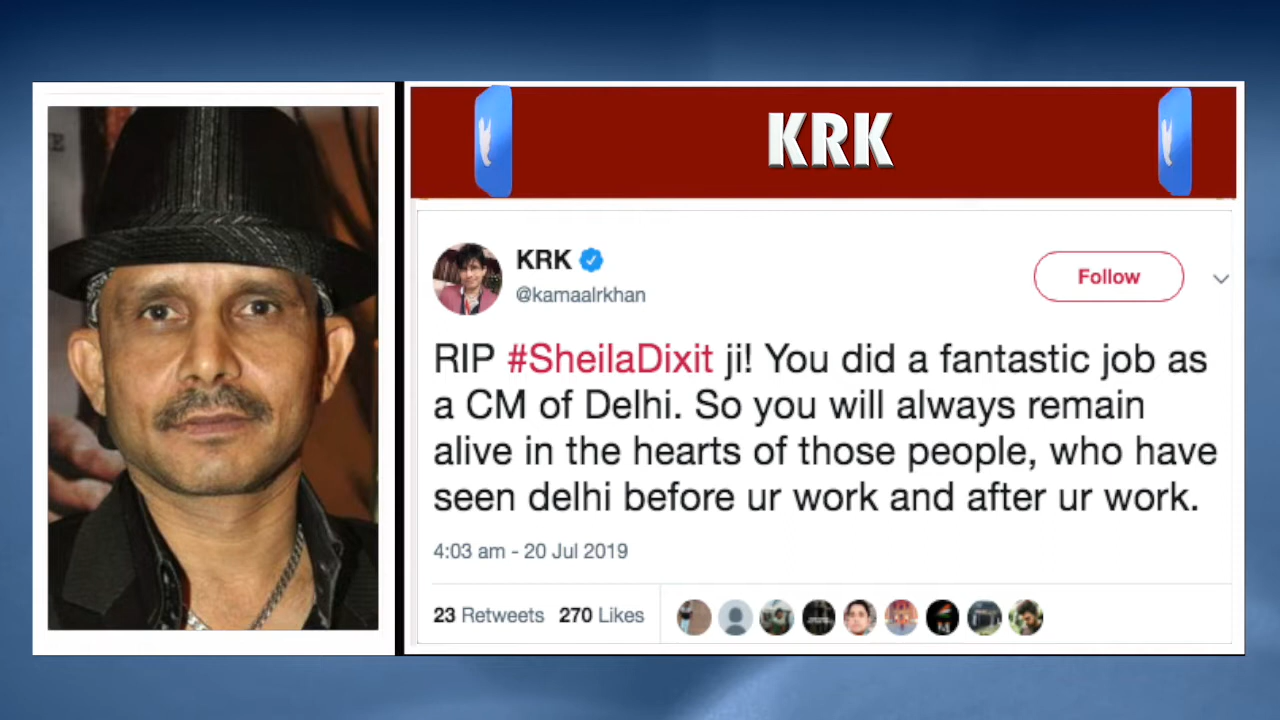 KRK
KRK
@kamaalrkhan
Follow
RIP #SheilaDixit ji! You did a fantastic job as
a CM of Delhi. So you will always remain
alive in the hearts of those people, who have
seen delhi before ur work and after ur work.
4:03 am - 20 Jul 2019
23 Retweets 270 Likes